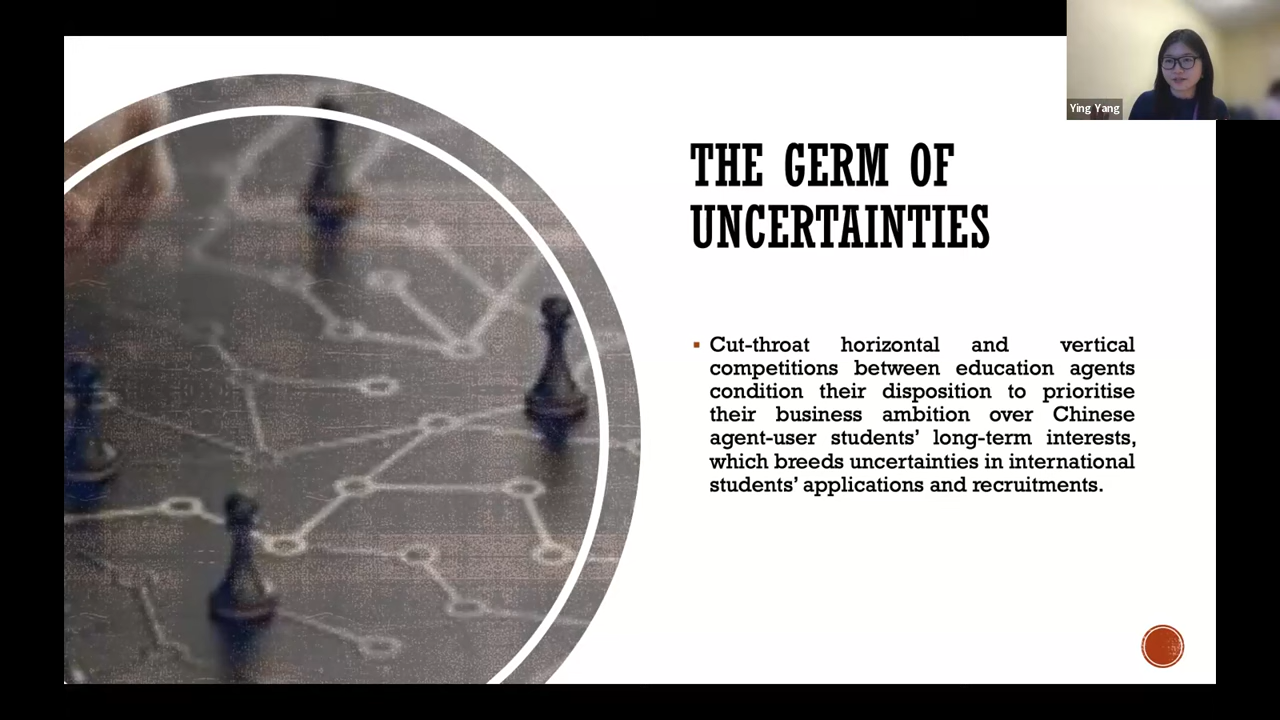 Ying Yang
THE GERM OF
UNCERTAINTIES
Cut-throat horizontal and vertical
competitions between education agents
condition their disposition to prioritise
their business ambition over Chinese
agent-user students’ long-term interests,
which breeds uncertainties in international
students’ applications and recruitments.